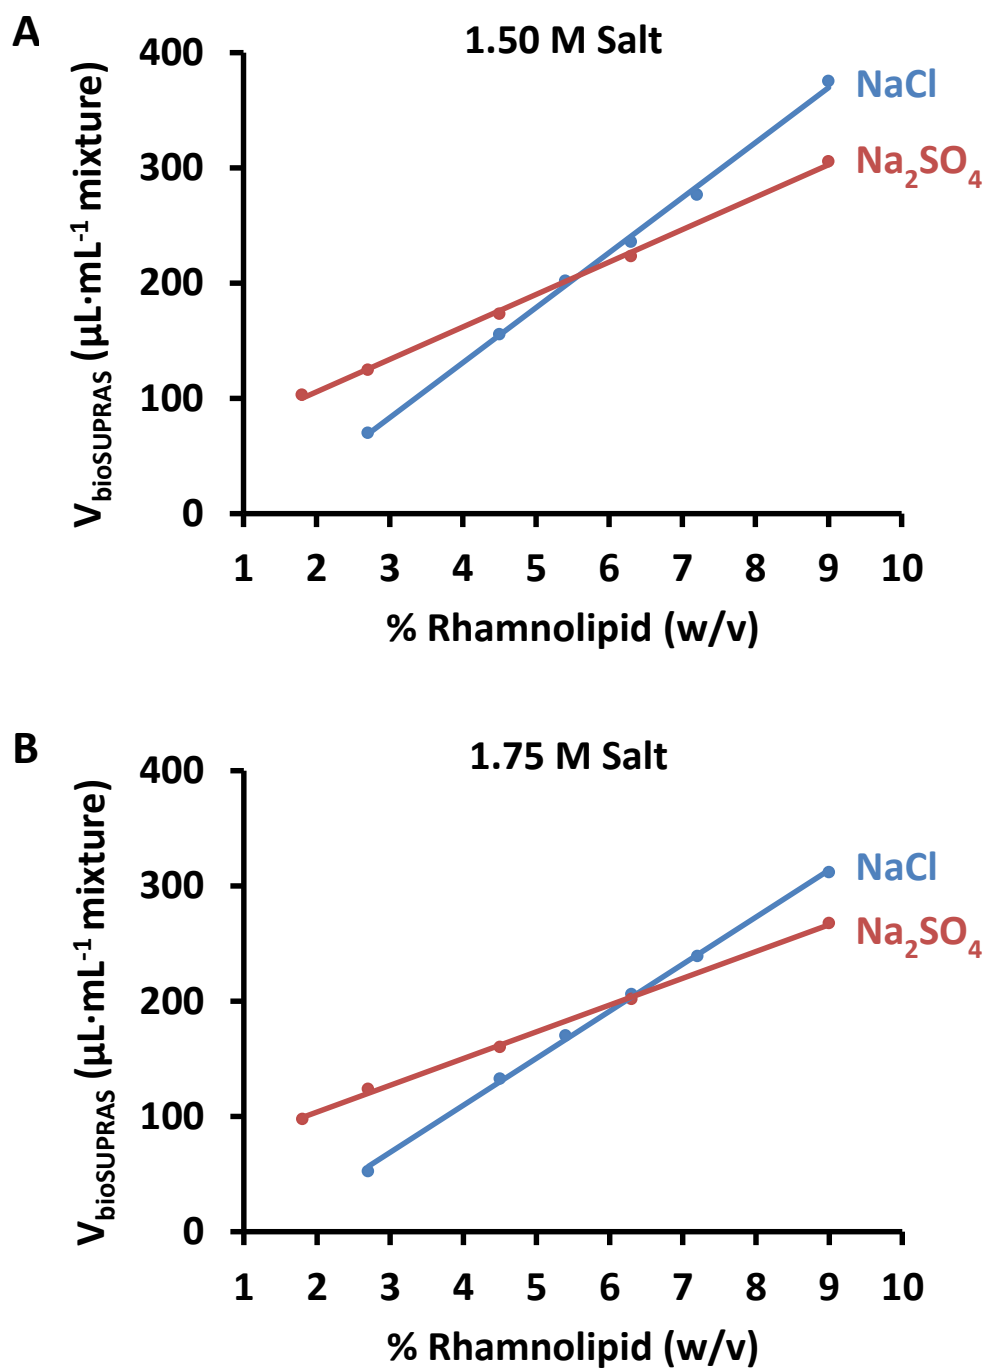 A
1.50 M Salt
400
300
200
100
0
V_bioSUPRAS (µL·mL⁻¹ mixture)
NaCl
Na₂SO₄
1 2 3 4 5 6 7 8 9 10
% Rhamnolipid (w/v)
B
1.75 M Salt
400
300
200
100
0
V_bioSUPRAS (µL·mL⁻¹ mixture)
NaCl
Na₂SO₄
1 2 3 4 5 6 7 8 9 10
% Rhamnolipid (w/v)